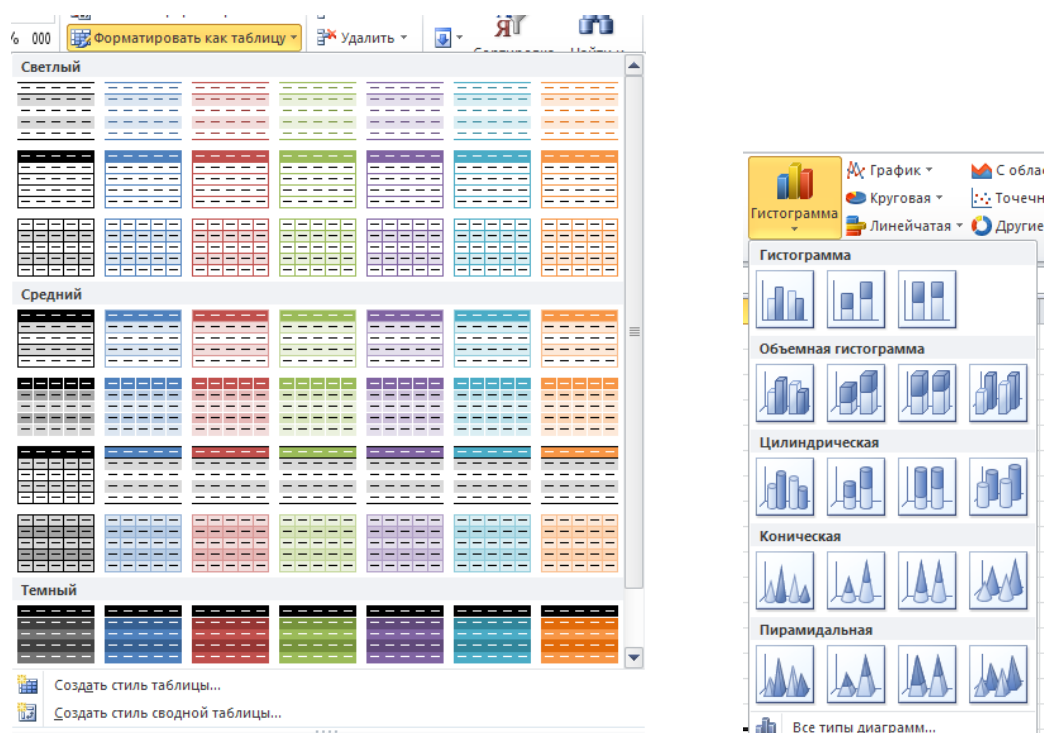 % 000 Форматировать как таблицу Удалить
Светлый
Средний
Темный
Создать стиль таблицы...
Создать стиль сводной таблицы...
График
Гистограмма
Круговая
Точечн
Линейчатая
Другие
Гистограмма
Объемная гистограмма
Цилиндрическая
Коническая
Пирамидальная
Все типы диаграмм...